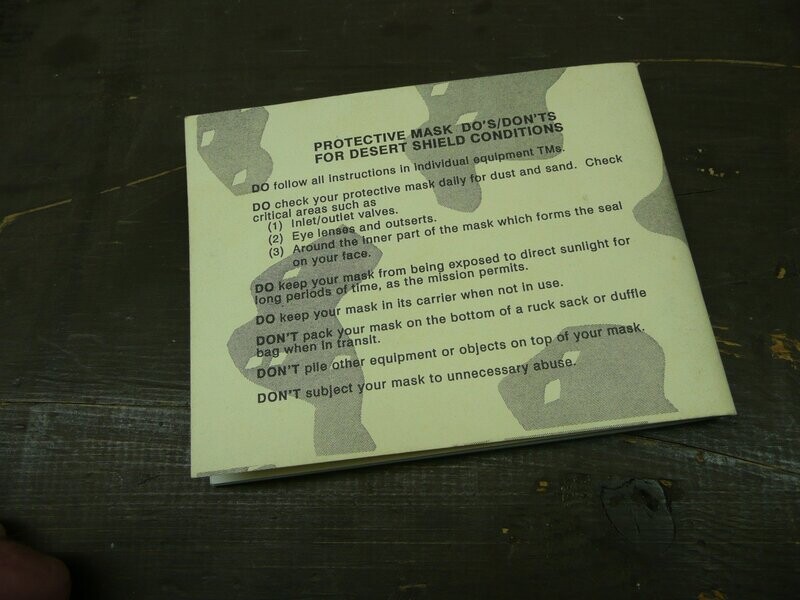 PROTECTIVE MASK DO'S/DON'TS
FOR DESERT SHIELD CONDITIONS
DO follow all instructions in individual equipment TMs.
DO check your protective mask daily for dust and sand. Check
critical areas such as
(1) Inlet/outlet valves.
(2) Eye lenses and outserts.
(3) Around the inner part of the mask which forms the seal
on your face.
DO keep your mask from being exposed to direct sunlight for
long periods of time, as the mission permits.
DO keep your mask in its carrier when not in use.
DON'T pack your mask on the bottom of a ruck sack or duffle
bag when in transit.
DON'T pile other equipment or objects on top of your mask.
DON'T subject your mask to unnecessary abuse.